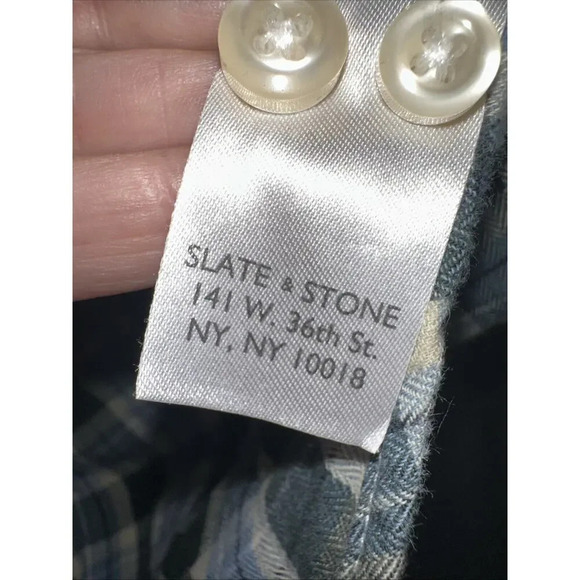 SLATE & STONE
141 W. 36th St.
NY, NY 10018